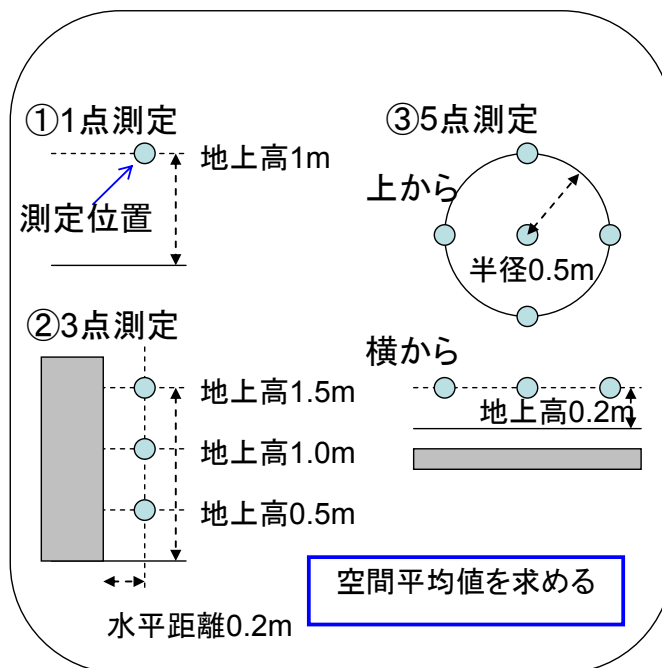 ①1点測定
地上高1m
測定位置
②3点測定
地上高1.5m
地上高1.0m
地上高0.5m
水平距離0.2m
③5点測定
上から
半径0.5m
横から
地上高0.2m
空間平均値を求める